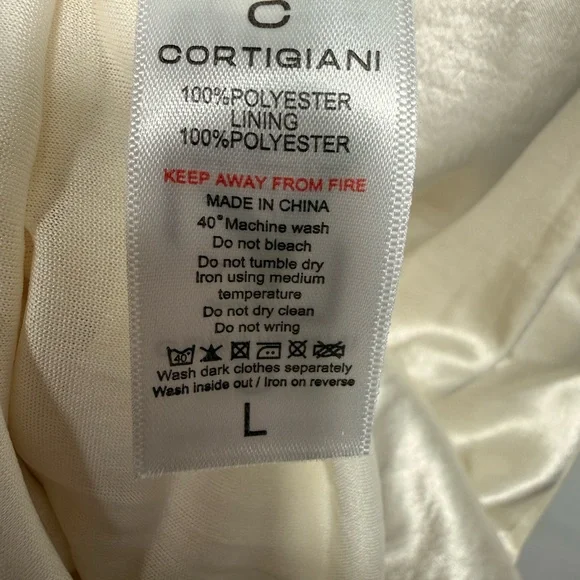 C
CORTIGIANI
100%POLYESTER
LINING
100%POLYESTER
KEEP AWAY FROM FIRE
MADE IN CHINA
40°Machine wash
Do not bleach
Do not tumble dry
Iron using medium
temperature
Do not dry clean
Do not wring
40°
Wash dark clothes separately
Wash inside out / Iron on reverse
L